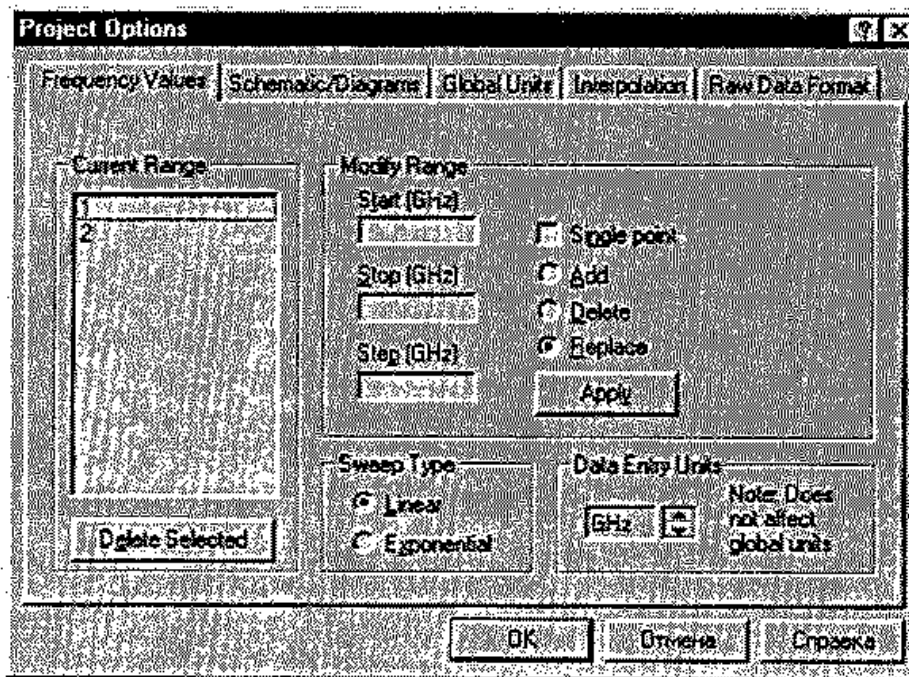 Project Options
Frequency Values Schematic/Diagrams Global Units Interpolation Raw Data Format
Current Range
1
2
Delete Selected
Modify Range
Start (GHz)
Stop (GHz)
Step (GHz)
Single point
Add
Delete
Replace
Apply
Sweep Type
Linear
Exponential
Data Entry Units
GHz
Note: Does
not affect
global units
OK Отмена Справка